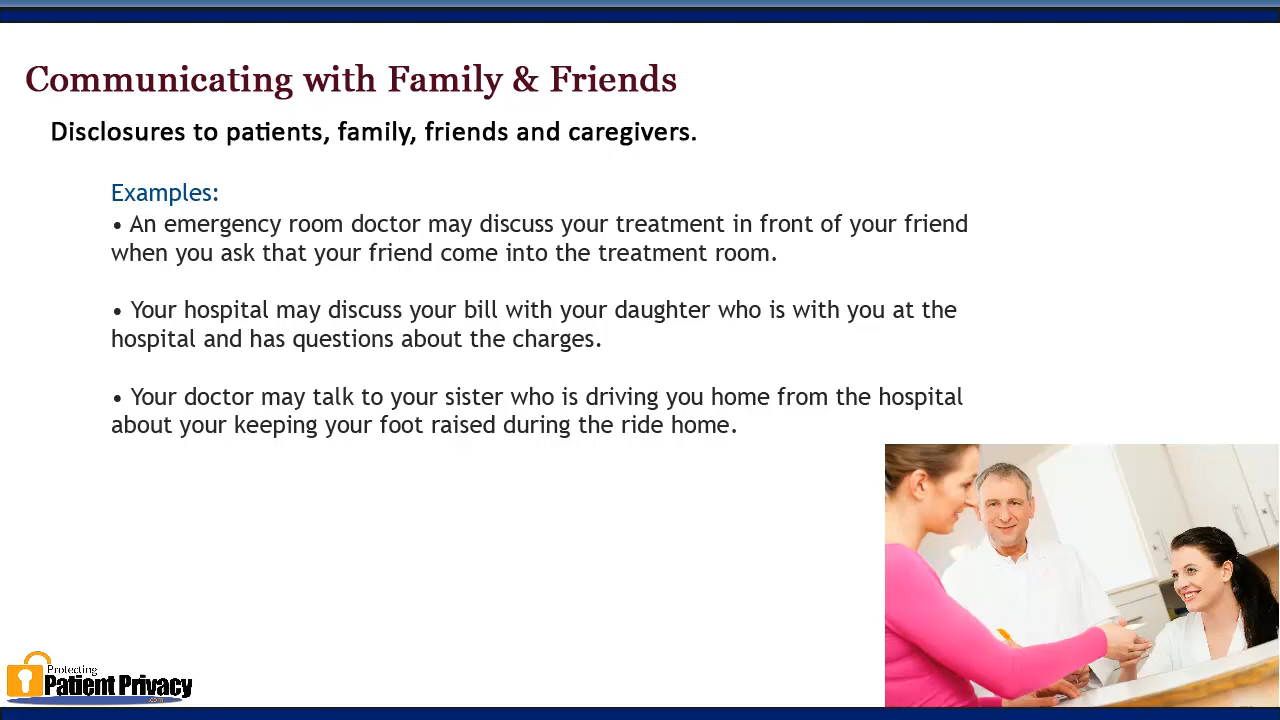 Communicating with Family & Friends
Disclosures to patients, family, friends and caregivers.
Examples:
• An emergency room doctor may discuss your treatment in front of your friend
when you ask that your friend come into the treatment room.
• Your hospital may discuss your bill with your daughter who is with you at the
hospital and has questions about the charges.
• Your doctor may talk to your sister who is driving you home from the hospital
about your keeping your foot raised during the ride home.
Protecting
Patient Privacy
.com